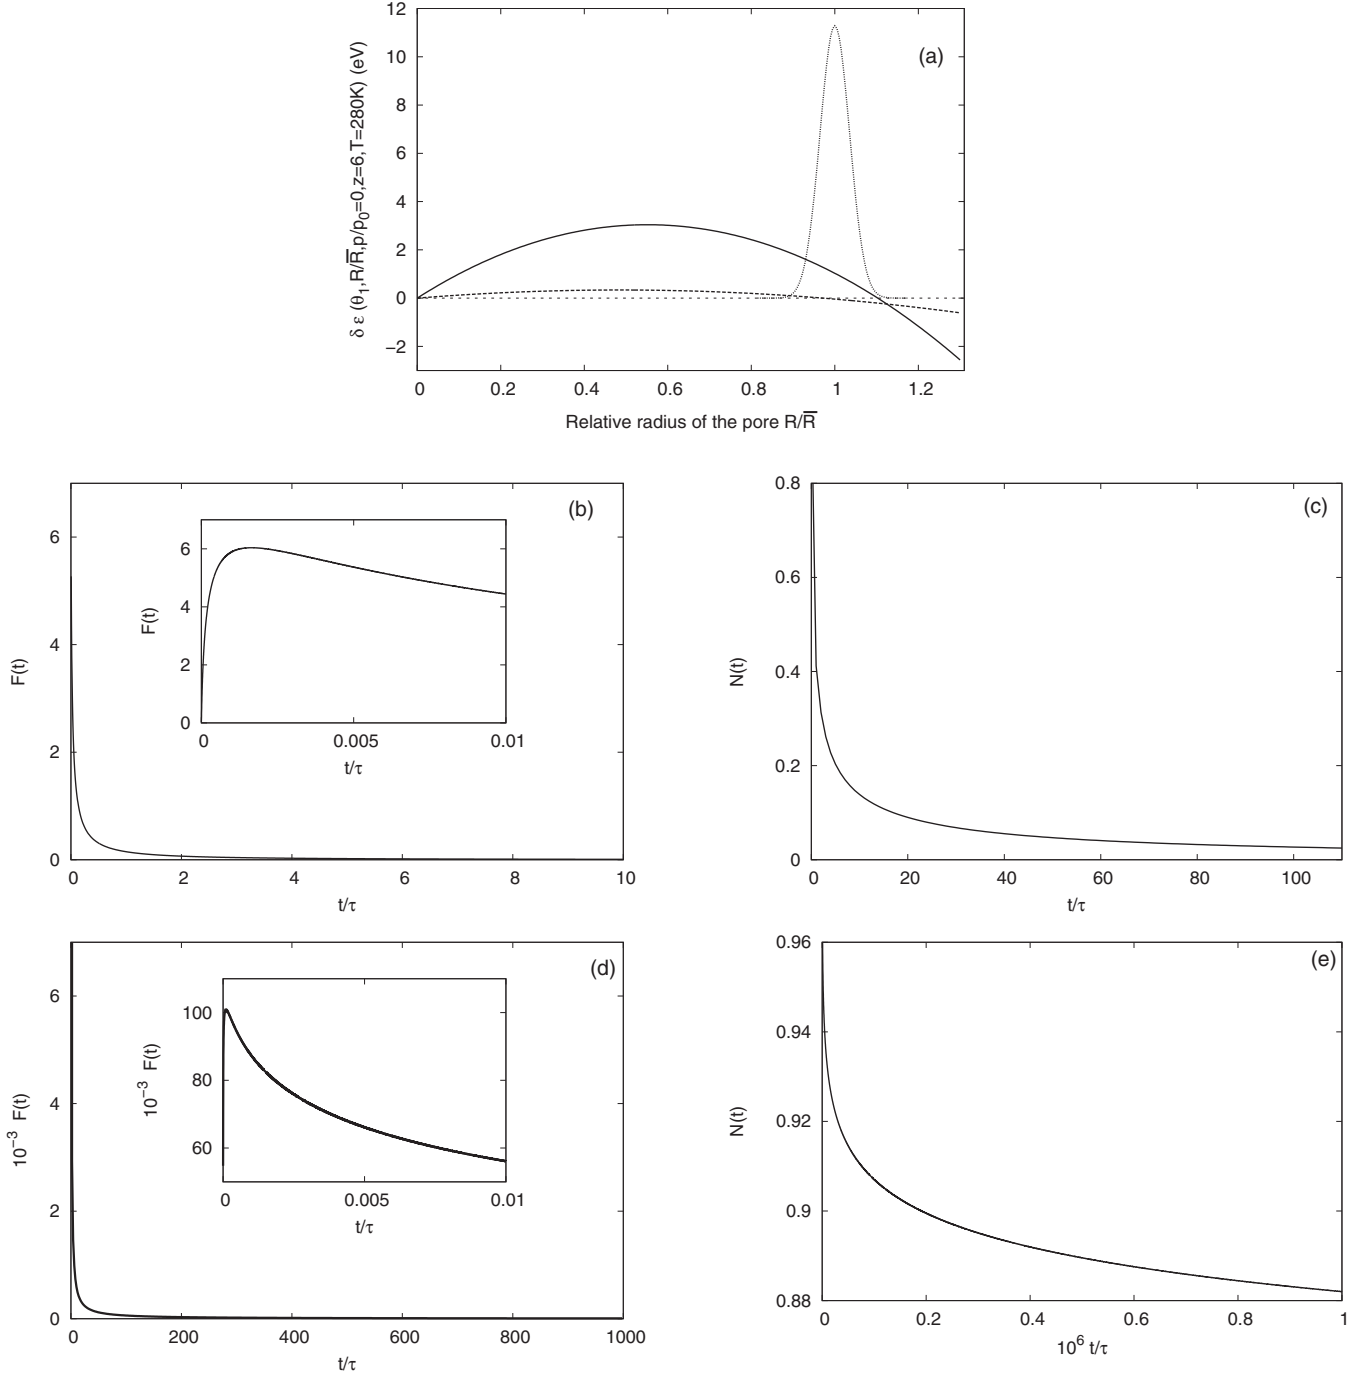 12
10
8
6
4
2
0
−2
δ ε (θ1,R/R̅,p/p0=0,z=6,T=280K) (eV)
(a)
0 0.2 0.4 0.6 0.8 1 1.2
Relative radius of the pore R/R̅
(b)
6
4
2
0
F(t)
6
4
2
0
F(t)
0 0.005 0.01
t/τ
0 2 4 6 8 10
t/τ
(c)
0.8
0.6
0.4
0.2
0
N(t)
0 20 40 60 80 100
t/τ
(d)
6
4
2
0
10−3 F(t)
100
80
60
10−3 F(t)
0 0.005 0.01
t/τ
0 200 400 600 800 1000
t/τ
(e)
0.96
0.94
0.92
0.9
0.88
N(t)
0 0.2 0.4 0.6 0.8 1
106 t/τ